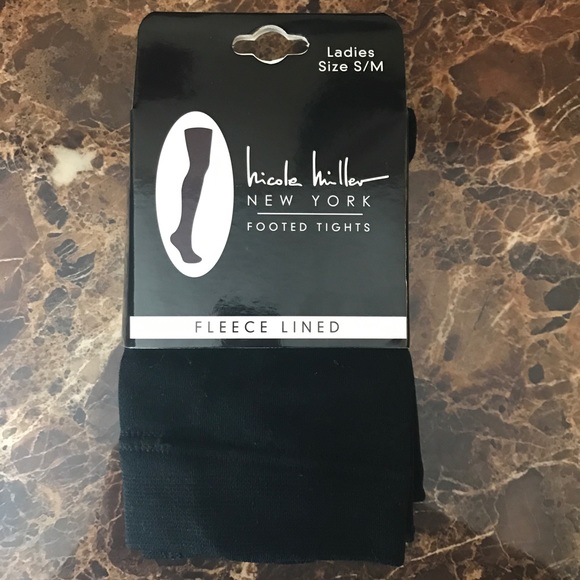 Ladies
Size S/M
nicole miller
NEW YORK
FOOTED TIGHTS
FLEECE LINED